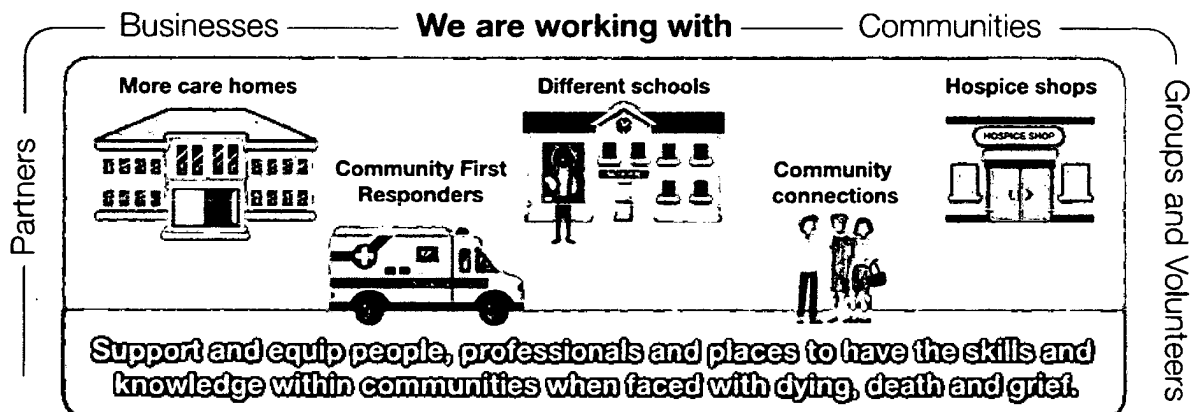 Businesses
We are working with
Communities
Partners
Groups and Volunteers
More care homes
Different schools
Hospice shops
HOSPICE SHOP
Community First
Responders
Community
connections
Support and equip people, professionals and places to have the skills and
knowledge within communities when faced with dying, death and grief.